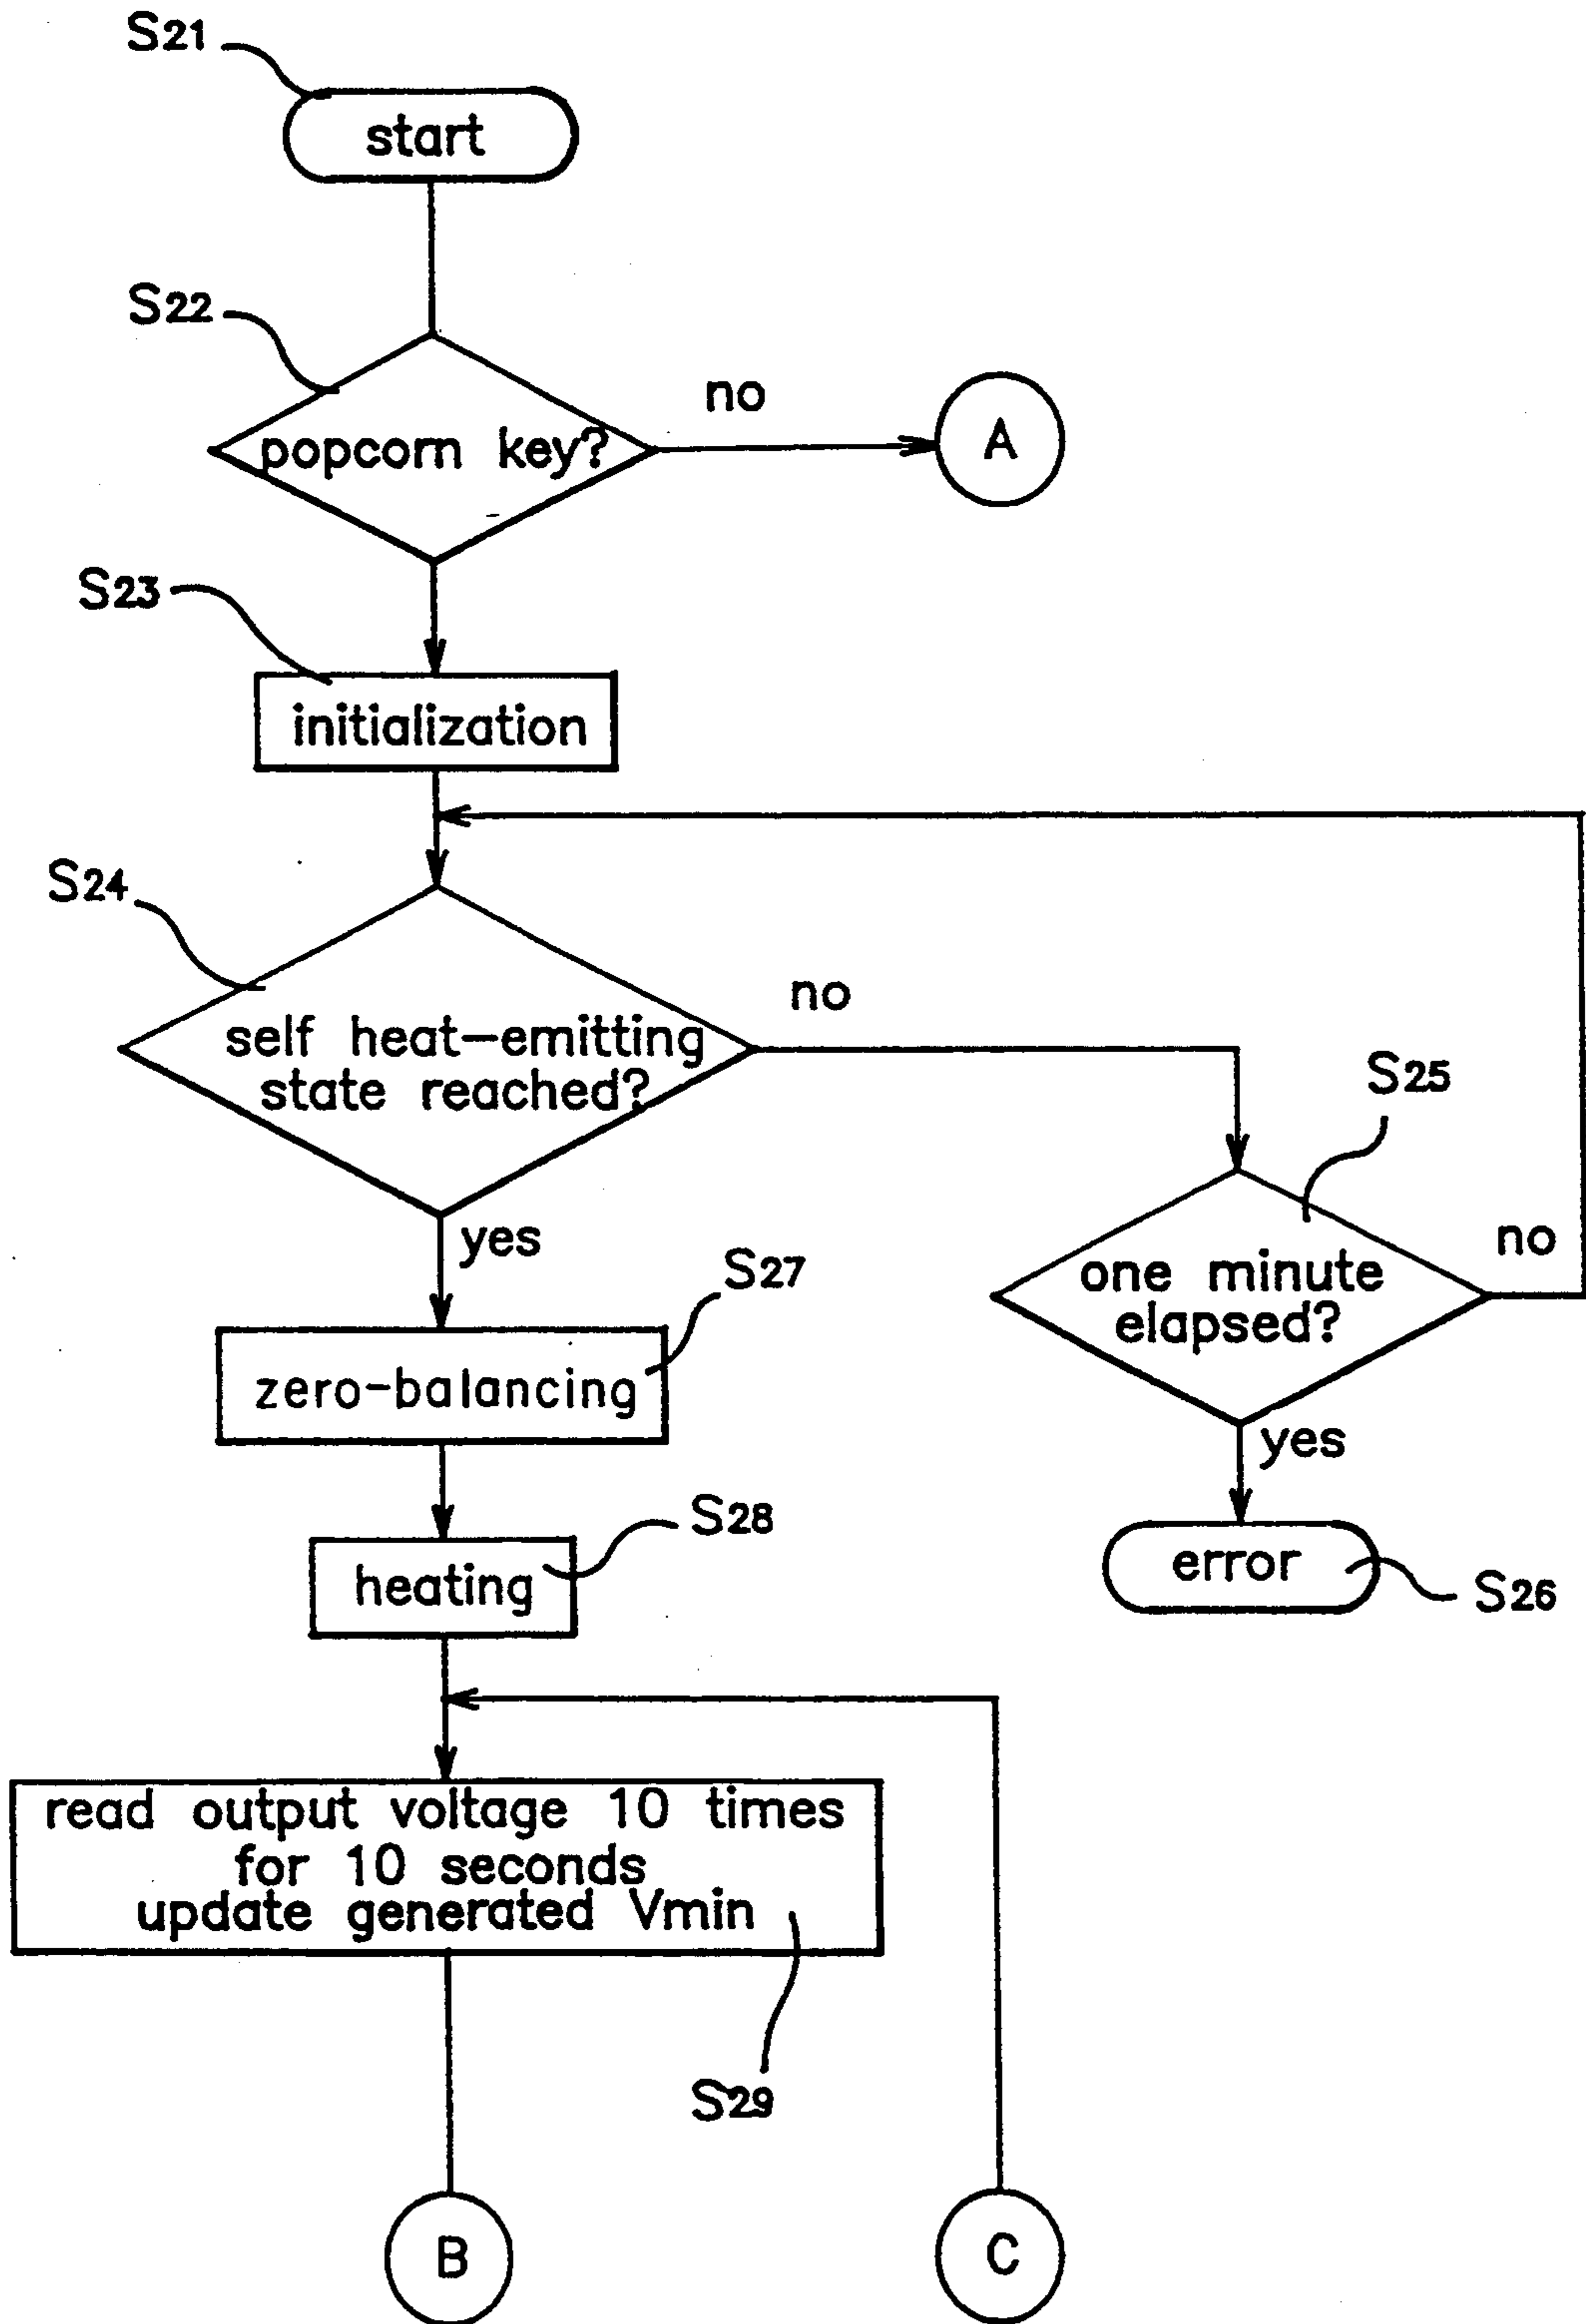 S21
start
S22
popcorn key?
no
A
S23
initialization
S24
self heat-emitting
state reached?
no
yes
S25
one minute
elapsed?
no
yes
S26
error
S27
zero-balancing
S28
heating
read output voltage 10 times
for 10 seconds
update generated Vmin
S29
B
C